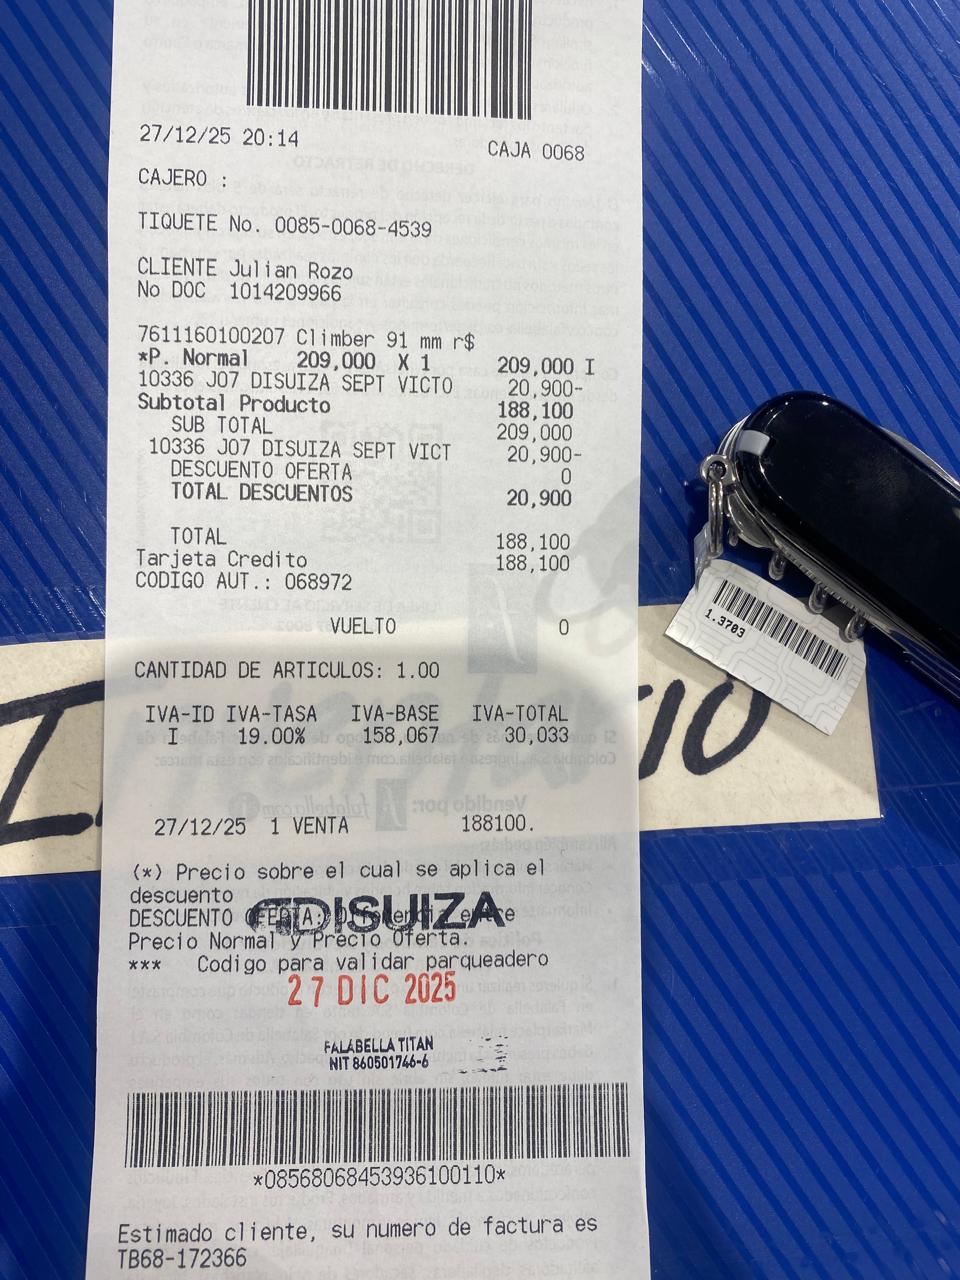 27/12/25 20:14 CAJA 0068
CAJERO :
TIQUETE No. 0085-0068-4539
CLIENTE Julian Rozo
No DOC 1014209966
7611160100207 Climber 91 mm r$
*P. Normal 209,000 X 1 209,000 I
10336 J07 DISUIZA SEPT VICTO 20,900-
Subtotal Producto 188,100
SUB TOTAL 209,000
10336 J07 DISUIZA SEPT VICT 20,900-
DESCUENTO OFERTA 0
TOTAL DESCUENTOS 20,900
TOTAL 188,100
Tarjeta Credito 188,100
CODIGO AUT.: 068972
VUELTO 0
CANTIDAD DE ARTICULOS: 1.00
IVA-ID IVA-TASA IVA-BASE IVA-TOTAL
I 19.00% 158,067 30,033
27/12/25 1 VENTA 188100.
(*) Precio sobre el cual se aplica el
descuento
DESCUENTO OFERTA: Diferencia entre
DISUIZA
Precio Normal y Precio Oferta.
*** Codigo para validar parqueadero
27 DIC 2025
FALABELLA TITAN
NIT 860501746-6
*08568068453936100110*
Estimado cliente, su numero de factura es
TB68-172366
1.3703